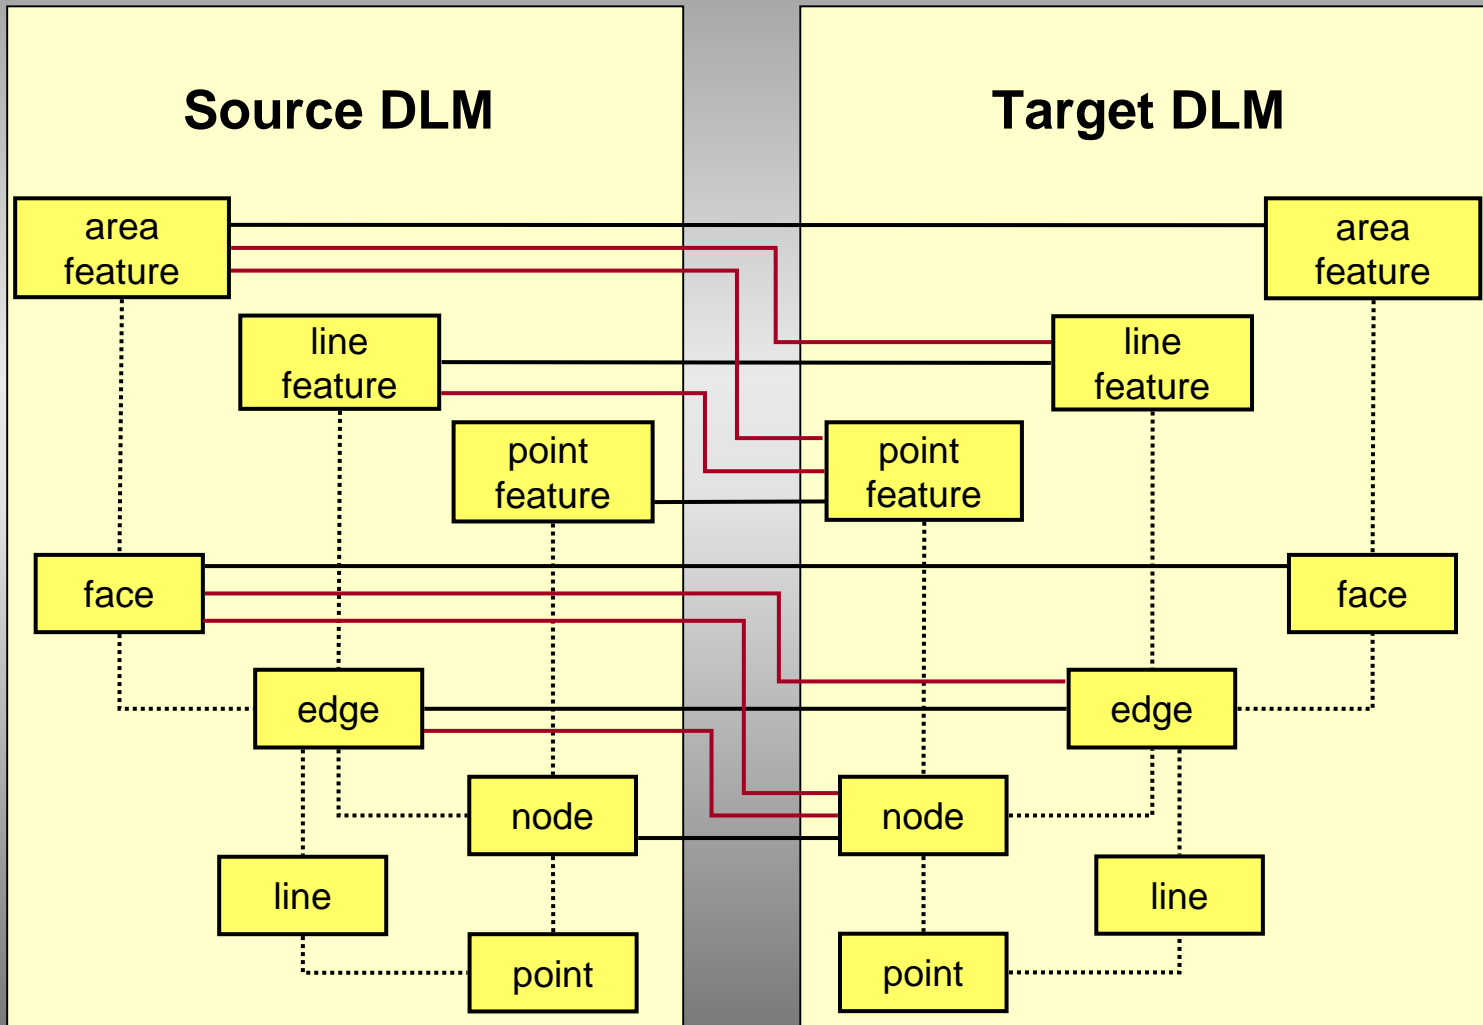 Source DLM
area
feature
line
feature
point
feature
face
edge
node
line
point
Target DLM
area
feature
line
feature
point
feature
face
edge
node
line
point